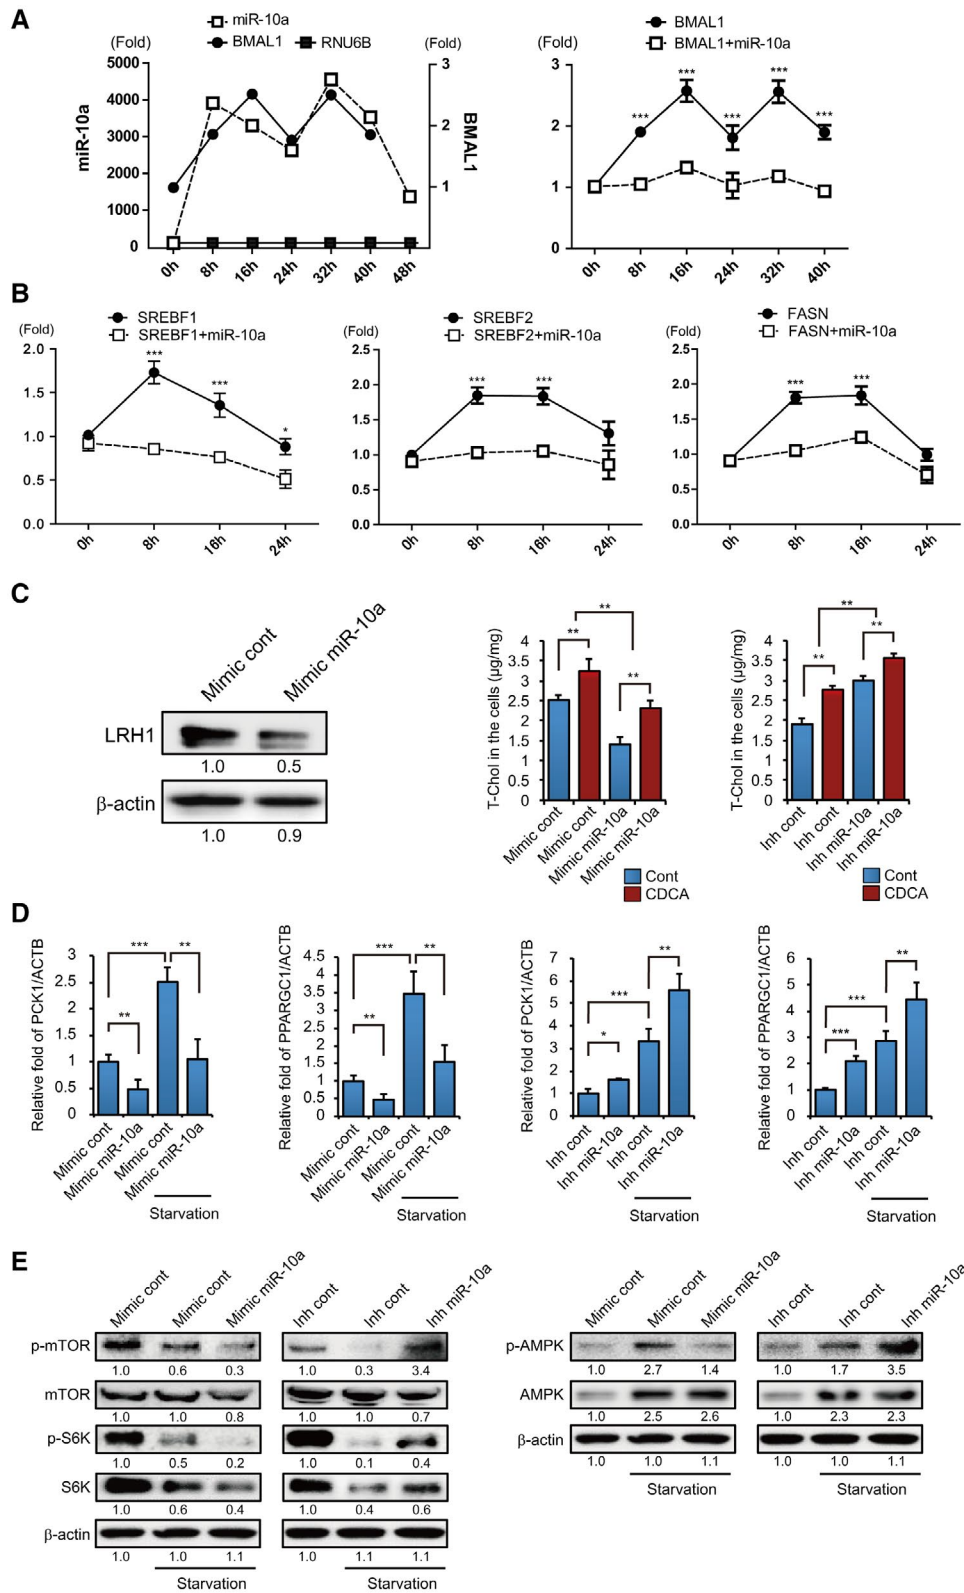 A
miR-10a
(Fold) BMAL1 RNU6B (Fold)
5000
4000
3000
2000
1000
0
miR-10a
3
2
1
BMAL1
0h 8h 16h 24h 32h 40h 48h
BMAL1
(Fold) BMAL1+miR-10a
3
2
1
0
*** *** *** *** ***
0h 8h 16h 24h 32h 40h
B
SREBF1
(Fold) SREBF1+miR-10a
2.0
1.5
1.0
0.5
0.0
*** *** *
0h 8h 16h 24h
SREBF2
(Fold) SREBF2+miR-10a
2.5
2.0
1.5
1.0
0.5
0.0
*** ***
0h 8h 16h 24h
FASN
(Fold) FASN+miR-10a
2.5
2.0
1.5
1.0
0.5
0.0
*** ***
0h 8h 16h 24h
C
Mimic cont Mimic miR-10a
LRH1
1.0 0.5
β-actin
1.0 0.9
T-Chol in the cells (μg/mg)
4
3.5
3
2.5
2
1.5
1
0.5
0
** ** **
Mimic cont Mimic cont Mimic miR-10a Mimic miR-10a
Cont
CDCA
T-Chol in the cells (μg/mg)
4
3.5
3
2.5
2
1.5
1
0.5
0
** ** **
Inh cont Inh cont Inh miR-10a Inh miR-10a
Cont
CDCA
D
Relative fold of PCK1/ACTB
3
2.5
2
1.5
1
0.5
0
*** ** **
Mimic cont Mimic miR-10a Mimic cont Mimic miR-10a
Starvation
Relative fold of PPARGC1/ACTB
4.5
4
3.5
3
2.5
2
1.5
1
0.5
0
*** ** **
Mimic cont Mimic miR-10a Mimic cont Mimic miR-10a
Starvation
Relative fold of PCK1/ACTB
7
6
5
4
3
2
1
0
** *** *
Inh cont Inh miR-10a Inh cont Inh miR-10a
Starvation
Relative fold of PPARGC1/ACTB
6
5
4
3
2
1
0
** *** ***
Inh cont Inh miR-10a Inh cont Inh miR-10a
Starvation
E
Mimic cont Mimic cont Mimic miR-10a Inh cont Inh cont Inh miR-10a
p-mTOR
1.0 0.6 0.3 1.0 0.3 3.4
mTOR
1.0 1.0 0.8 1.0 1.0 0.7
p-S6K
1.0 0.5 0.2 1.0 0.1 0.4
S6K
1.0 0.6 0.4 1.0 0.4 0.6
β-actin
1.0 1.0 1.1 1.0 1.1 1.1
Starvation Starvation
Mimic cont Mimic cont Mimic miR-10a Inh cont Inh cont Inh miR-10a
p-AMPK
1.0 2.7 1.4 1.0 1.7 3.5
AMPK
1.0 2.5 2.6 1.0 2.3 2.3
β-actin
1.0 1.0 1.1 1.0 1.0 1.1
Starvation Starvation